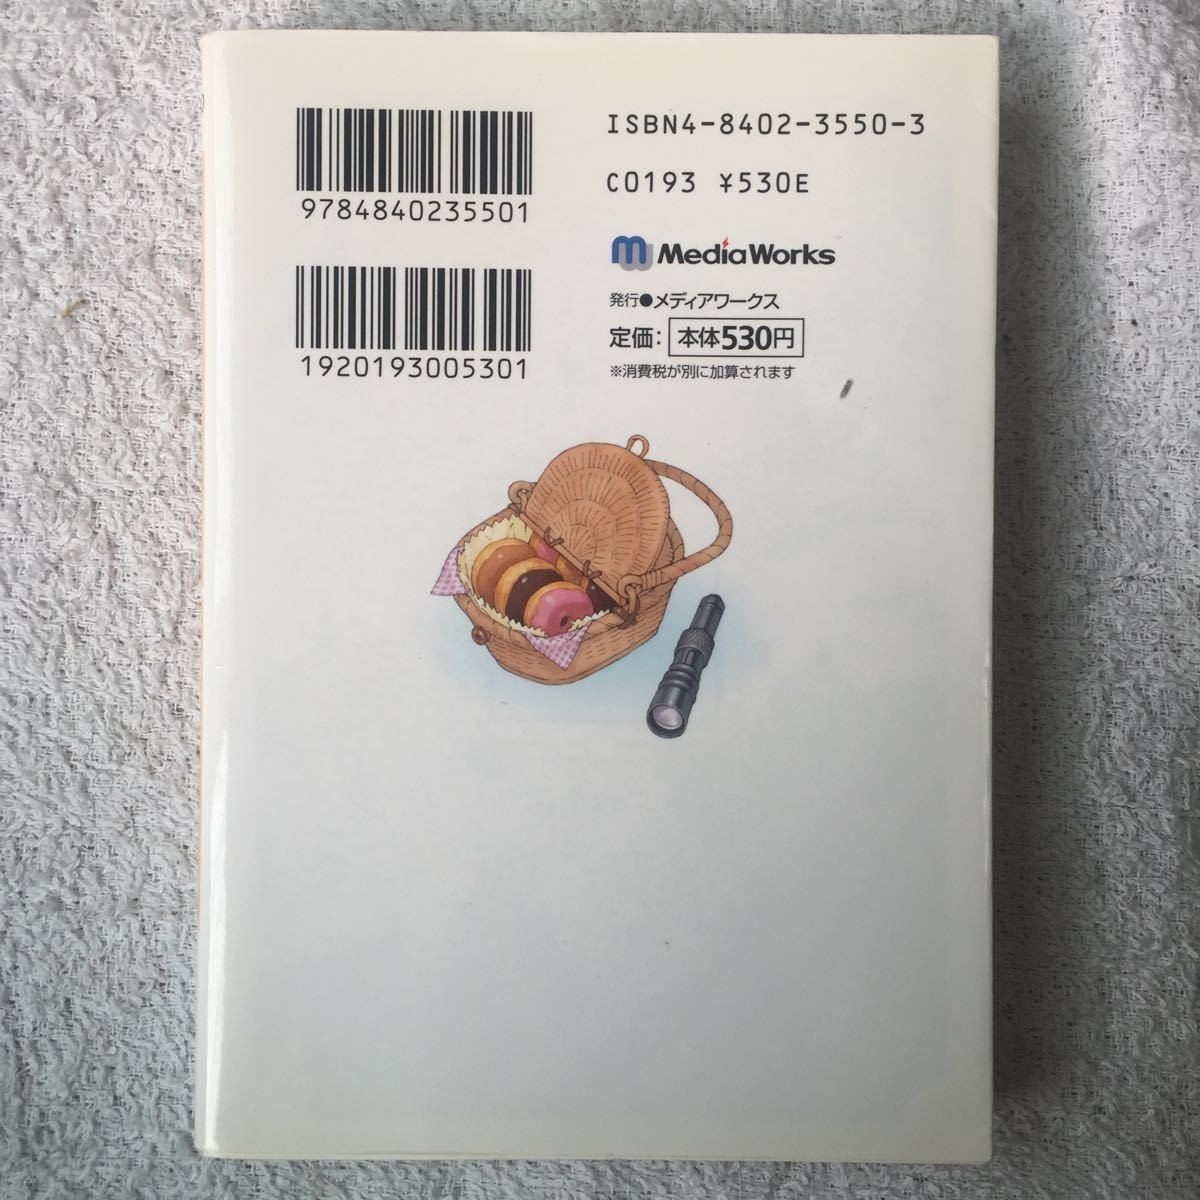 9784840235501
1920193005301
ISBN4-8402-3550-3
C0193 ¥530E
MediaWorks
発行●メディアワークス
定価： 本体530円
※消費税が別に加算されます